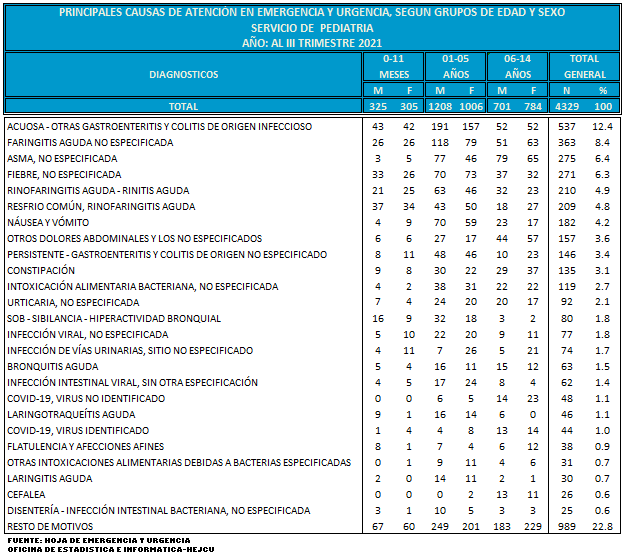 PRINCIPALES CAUSAS DE ATENCIÓN EN EMERGENCIA Y URGENCIA, SEGUN GRUPOS DE EDAD Y SEXO
SERVICIO DE PEDIATRIA
AÑO: AL III TRIMESTRE 2021
DIAGNOSTICOS 0-11 MESES 01-05 AÑOS 06-14 AÑOS TOTAL GENERAL
M F M F M F N %
TOTAL 325 305 1208 1006 701 784 4329 100
ACUOSA - OTRAS GASTROENTERITIS Y COLITIS DE ORIGEN INFECCIOSO 43 42 191 157 52 52 537 12.4
FARINGITIS AGUDA NO ESPECIFICADA 26 26 118 79 51 63 363 8.4
ASMA, NO ESPECIFICADA 3 5 77 46 65 79 275 6.4
FIEBRE, NO ESPECIFICADA 33 26 70 73 37 32 271 6.3
RINOFARINGITIS AGUDA - RINITIS AGUDA 21 25 63 46 32 23 210 4.9
RESFRIO COMÚN, RINOFARINGITIS AGUDA 37 34 43 50 18 27 209 4.8
NÁUSEA Y VÓMITO 4 9 70 59 23 17 182 4.2
OTROS DOLORES ABDOMINALES Y LOS NO ESPECIFICADOS 6 6 27 17 44 57 157 3.6
PERSISTENTE - GASTROENTERITIS Y COLITIS DE ORIGEN NO ESPECIFICADO 8 11 48 46 10 23 146 3.4
CONSTIPACIÓN 9 8 30 22 29 37 135 3.1
INTOXICACIÓN ALIMENTARIA BACTERIANA, NO ESPECIFICADA 4 2 38 31 22 22 119 2.7
URTICARIA, NO ESPECIFICADA 7 4 24 20 20 17 92 2.1
SOB - SIBILANCIA - HIPERACTIVIDAD BRONQUIAL 16 9 32 18 3 2 80 1.8
INFECCIÓN VIRAL, NO ESPECIFICADA 5 10 22 20 9 11 77 1.8
INFECCIÓN DE VÍAS URINARIAS, SITIO NO ESPECIFICADO 4 11 7 26 5 21 74 1.7
BRONQUITIS AGUDA 5 4 16 11 15 12 63 1.5
INFECCIÓN INTESTINAL VIRAL, SIN OTRA ESPECIFICACIÓN 4 5 17 24 8 4 62 1.4
COVID-19, VIRUS NO IDENTIFICADO 0 0 6 5 14 23 48 1.1
LARINGOTRAQUEÍTIS AGUDA 9 1 16 14 6 0 46 1.1
COVID-19, VIRUS IDENTIFICADO 1 4 4 8 13 14 44 1.0
FLATULENCIA Y AFECCIONES AFINES 8 1 7 4 6 12 38 0.9
OTRAS INTOXICACIONES ALIMENTARIAS DEBIDAS A BACTERIAS ESPECIFICADAS 0 1 9 11 4 6 31 0.7
LARINGITIS AGUDA 2 0 14 11 2 1 30 0.7
CEFALEA 0 0 0 2 13 11 26 0.6
DISENTERÍA - INFECCIÓN INTESTINAL BACTERIANA, NO ESPECIFICADA 3 1 10 5 3 3 25 0.6
RESTO DE MOTIVOS 67 60 249 201 183 229 989 22.8
FUENTE: HOJA DE EMERGENCIA Y URGENCIA
OFICINA DE ESTADISTICA E INFORMATICA-HEJCU